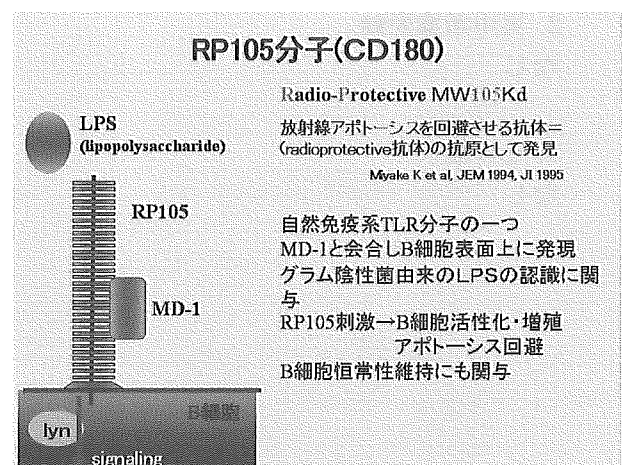 RP105分子(CD180)
Radio-Protective MW105Kd
LPS
(lipopolysaccharide)
放射線アポトーシスを回避させる抗体＝
(radioprotective抗体)の抗原として発見
Miyake K et al, JEM 1994, JI 1995
RP105
自然免疫系TLR分子の一つ
MD-1と会合しB細胞表面上に発現
グラム陰性菌由来のLPSの認識に関
与
MD-1
RP105刺激→B細胞活性化・増殖
アポトーシス回避
B細胞恒常性維持にも関与
B細胞
lyn
signaling